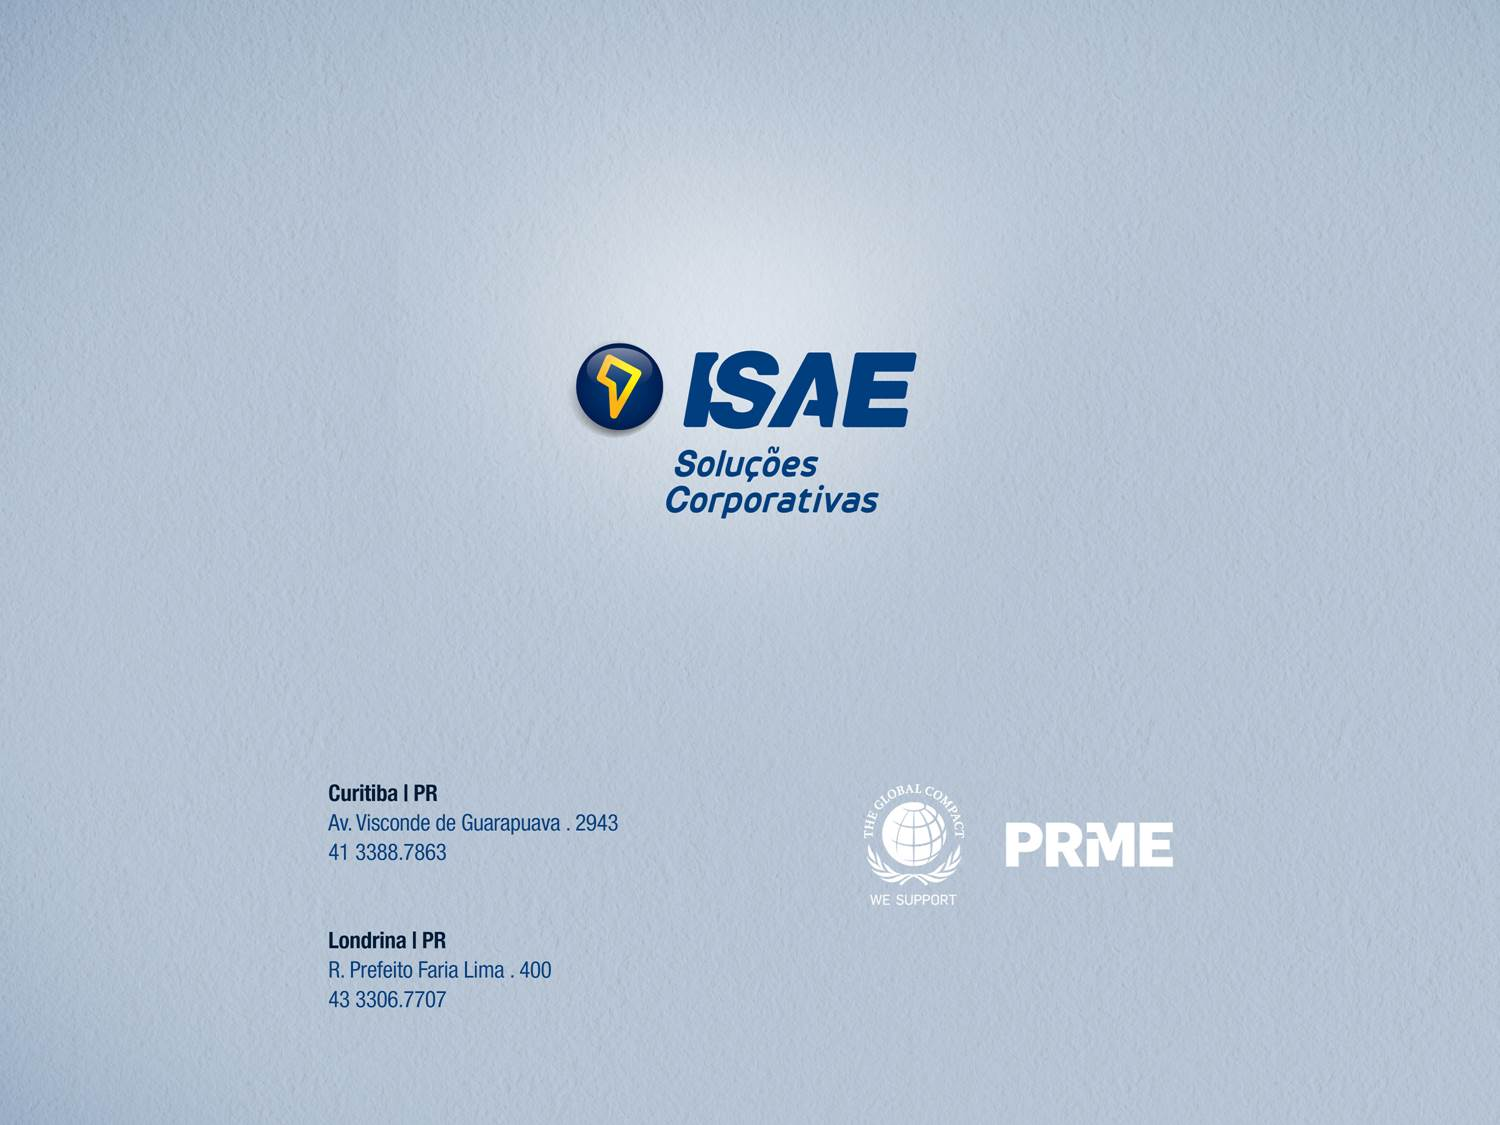 ISAE
Soluções
Corporativas
Curitiba | PR
Av. Visconde de Guarapuava . 2943
41 3388.7863
Londrina | PR
R. Prefeito Faria Lima . 400
43 3306.7707
THE GLOBAL COMPACT
WE SUPPORT
PRiME